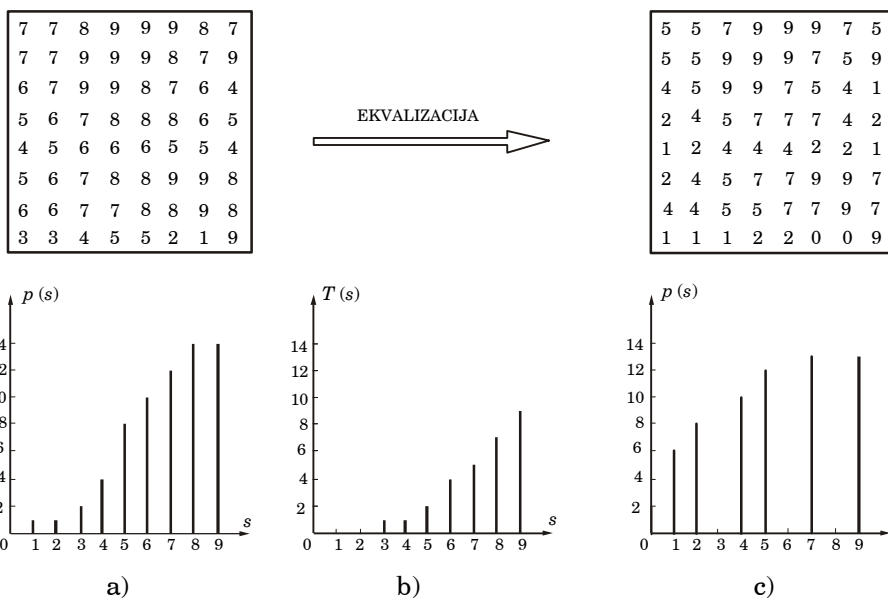 7 7 8 9 9 9 8 7
7 7 9 9 9 8 7 9
6 7 9 9 8 7 6 4
5 6 7 8 8 8 6 5
4 5 6 6 6 5 5 4
5 6 7 8 8 9 9 8
6 6 7 7 8 8 9 8
3 3 4 5 5 2 1 9
EKVALIZACIJA
5 5 7 9 9 9 7 5
5 5 9 9 9 7 5 9
4 5 9 9 7 5 4 1
2 4 5 7 7 7 4 2
1 2 4 4 4 2 2 1
2 4 5 7 7 9 9 7
4 4 5 5 7 7 9 7
1 1 1 2 2 0 0 9
p (s)
4
2
0
8
6
4
2
0 1 2 3 4 5 6 7 8 9
s
a)
T (s)
14
12
10
8
6
4
2
0 1 2 3 4 5 6 7 8 9
s
b)
p (s)
14
12
10
8
6
4
2
0 1 2 4 5 7 9
c)